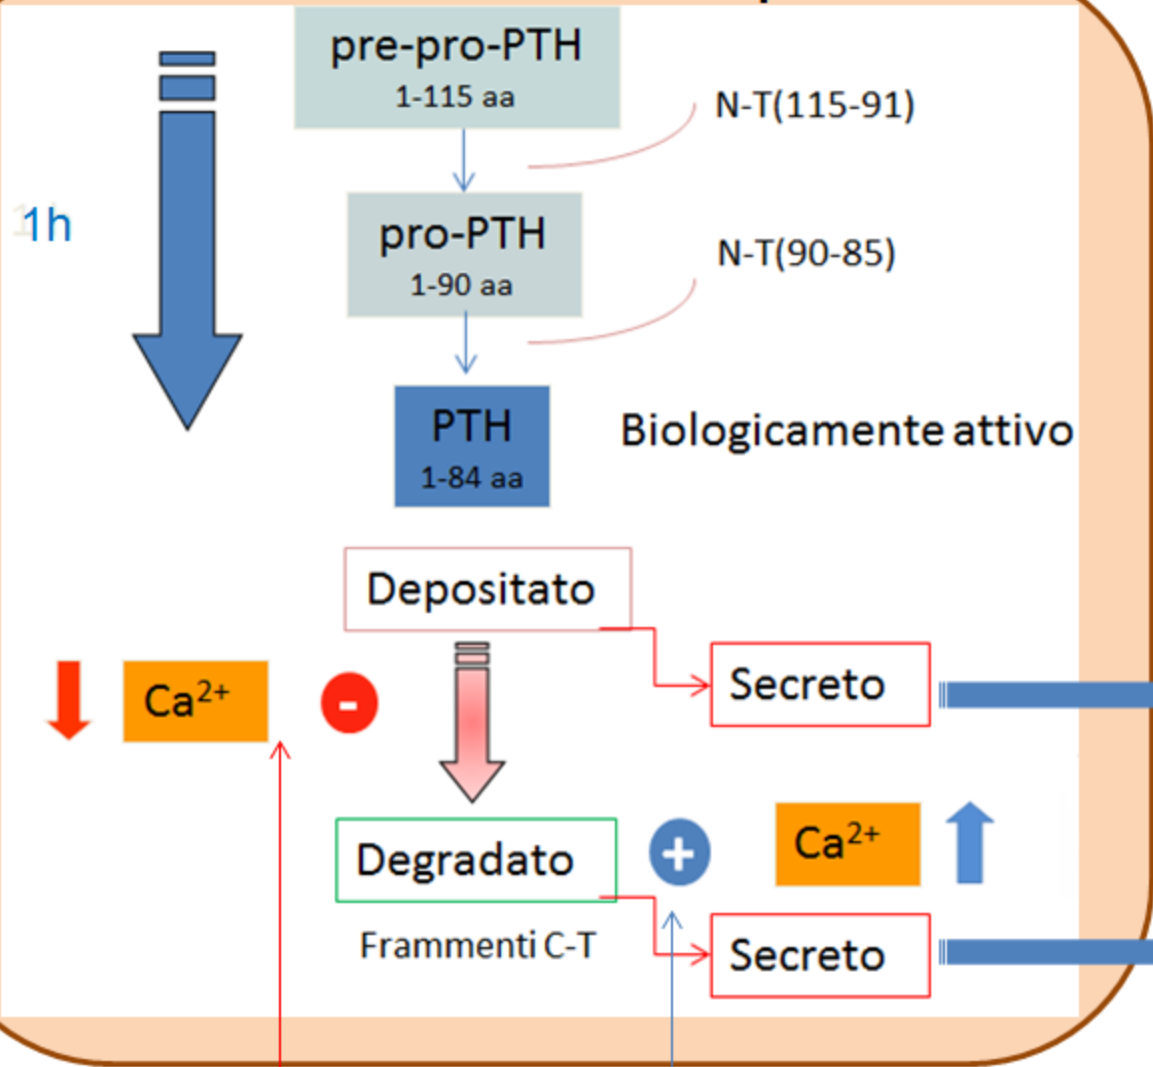 pre-pro-PTH
1-115 aa
N-T(115-91)
1h
pro-PTH
1-90 aa
N-T(90-85)
PTH
1-84 aa
Biologicamente attivo
Depositato
Secreto
Ca²⁺
-
Degradato
+
Ca²⁺
Frammenti C-T
Secreto